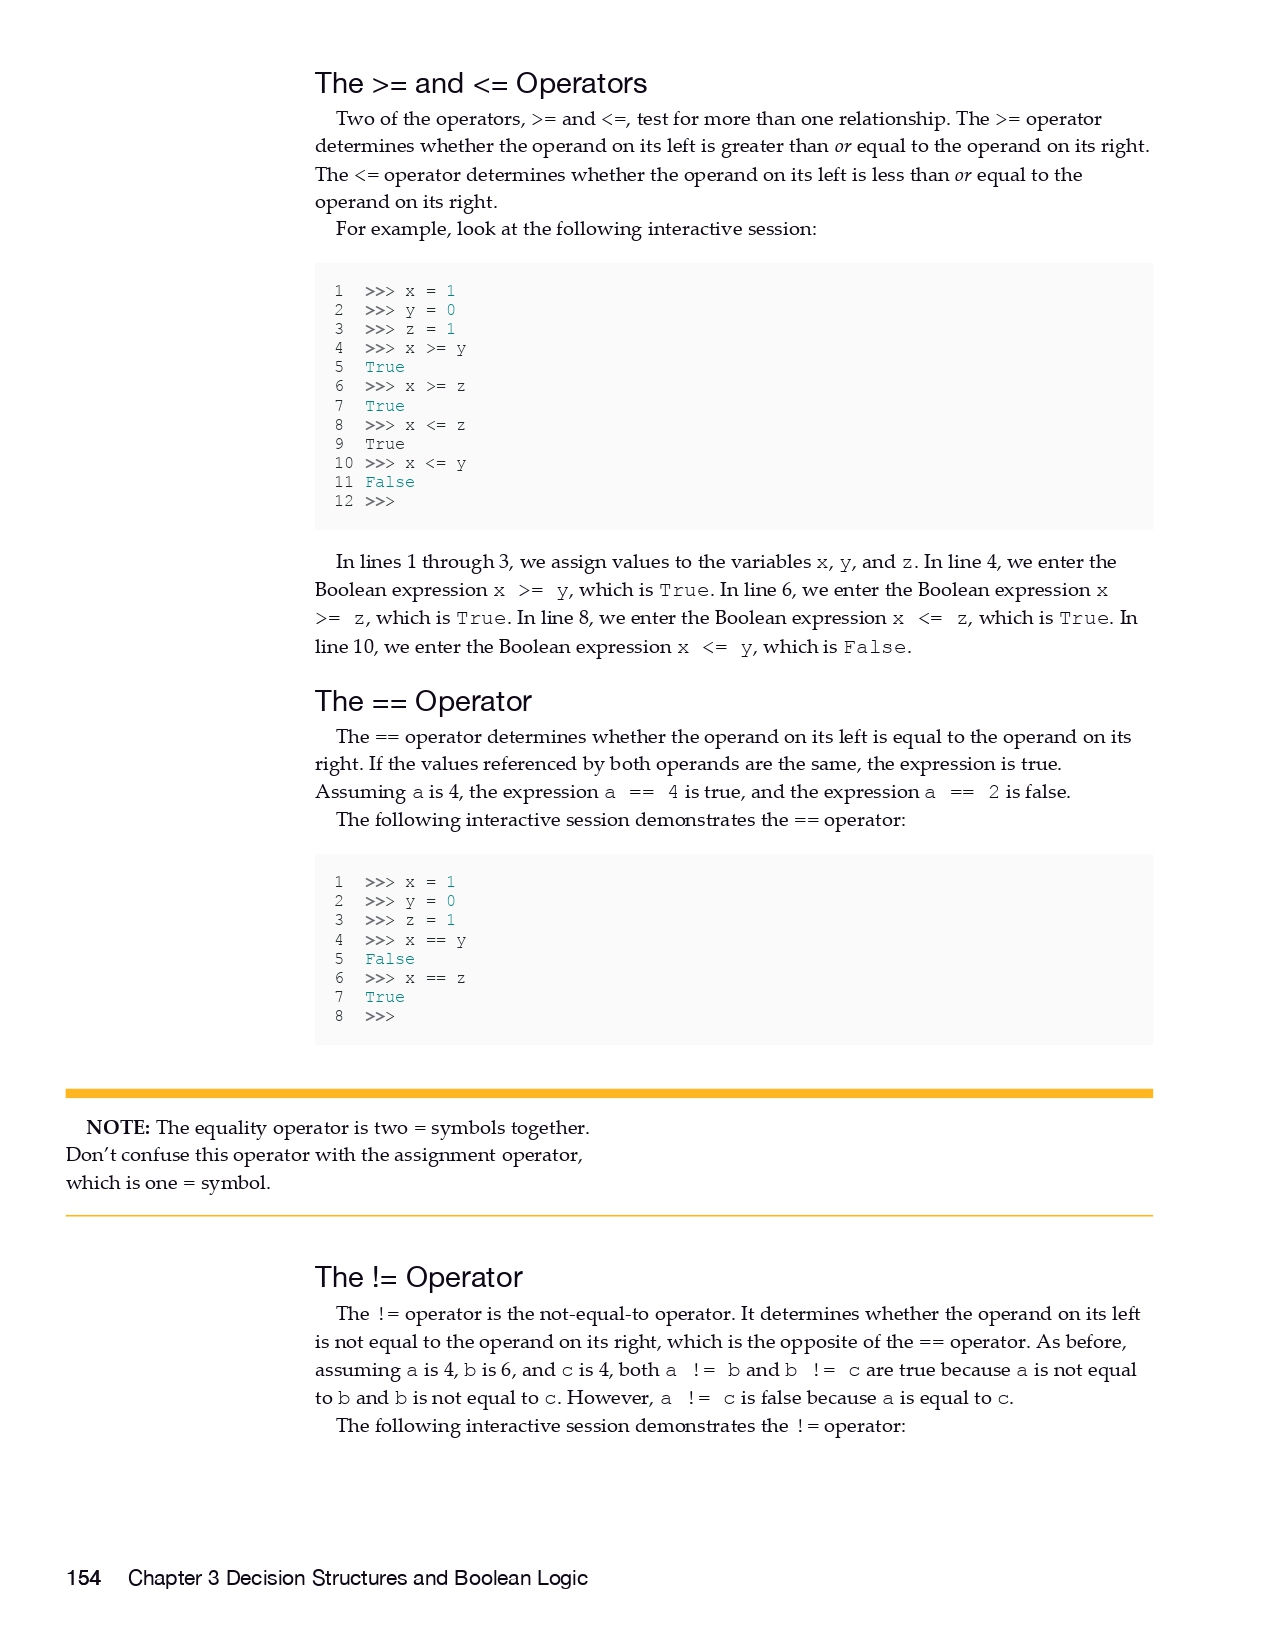 The >= and <= Operators
Two of the operators, >= and <=, test for more than one relationship. The >= operator
determines whether the operand on its left is greater than or equal to the operand on its right.
The <= operator determines whether the operand on its left is less than or equal to the
operand on its right.
For example, look at the following interactive session:
1 >>> x = 1
2 >>> y = 0
3 >>> z = 1
4 >>> x >= y
5 True
6 >>> x >= z
7 True
8 >>> x <= z
9 True
10 >>> x <= y
11 False
12 >>>
In lines 1 through 3, we assign values to the variables x, y, and z. In line 4, we enter the
Boolean expression x >= y, which is True. In line 6, we enter the Boolean expression x
>= z, which is True. In line 8, we enter the Boolean expression x <= z, which is True. In
line 10, we enter the Boolean expression x <= y, which is False.
The == Operator
The == operator determines whether the operand on its left is equal to the operand on its
right. If the values referenced by both operands are the same, the expression is true.
Assuming a is 4, the expression a == 4 is true, and the expression a == 2 is false.
The following interactive session demonstrates the == operator:
1 >>> x = 1
2 >>> y = 0
3 >>> z = 1
4 >>> x == y
5 False
6 >>> x == z
7 True
8 >>>
NOTE: The equality operator is two = symbols together.
Don’t confuse this operator with the assignment operator,
which is one = symbol.
The != Operator
The != operator is the not-equal-to operator. It determines whether the operand on its left
is not equal to the operand on its right, which is the opposite of the == operator. As before,
assuming a is 4, b is 6, and c is 4, both a != b and b != c are true because a is not equal
to b and b is not equal to c. However, a != c is false because a is equal to c.
The following interactive session demonstrates the != operator:
154 Chapter 3 Decision Structures and Boolean Logic